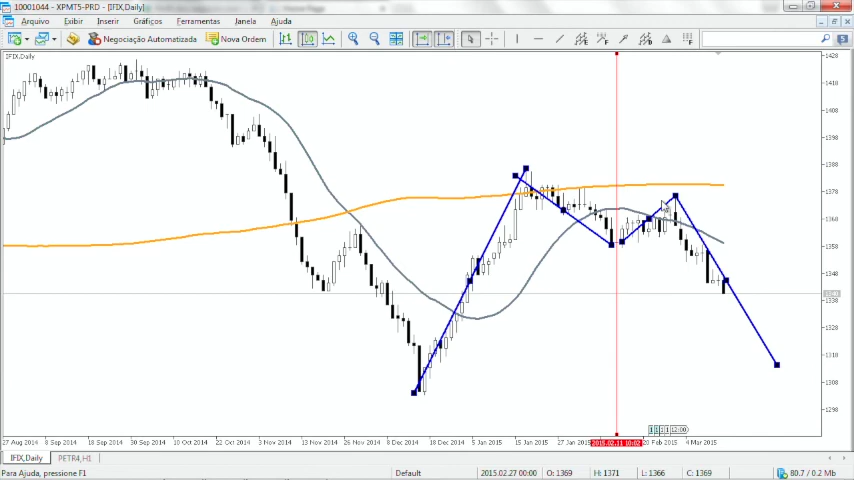 10001044 - XPMT5-PRD - [IFIX,Daily]
Arquivo Exibir Inserir Gráficos Ferramentas Janela Ajuda
Negociação Automatizada Nova Ordem
IFIX,Daily
1428
1418
1408
1398
1388
1378
1368
1358
1348
1338
1328
1318
1308
1298
12:00
27 Aug 2014 8 Sep 2014 18 Sep 2014 30 Sep 2014 10 Oct 2014 22 Oct 2014 3 Nov 2014 13 Nov 2014 26 Nov 2014 8 Dec 2014 18 Dec 2014 5 Jan 2015 15 Jan 2015 27 Jan 2015 2015.02.11 10:02 20 Feb 2015 4 Mar 2015
IFIX,Daily PETR4,H1
Para Ajuda, pressione F1 Default 2015.02.27 00:00 O: 1369 H: 1371 L: 1366 C: 1369 80.7 / 0.2 Mb